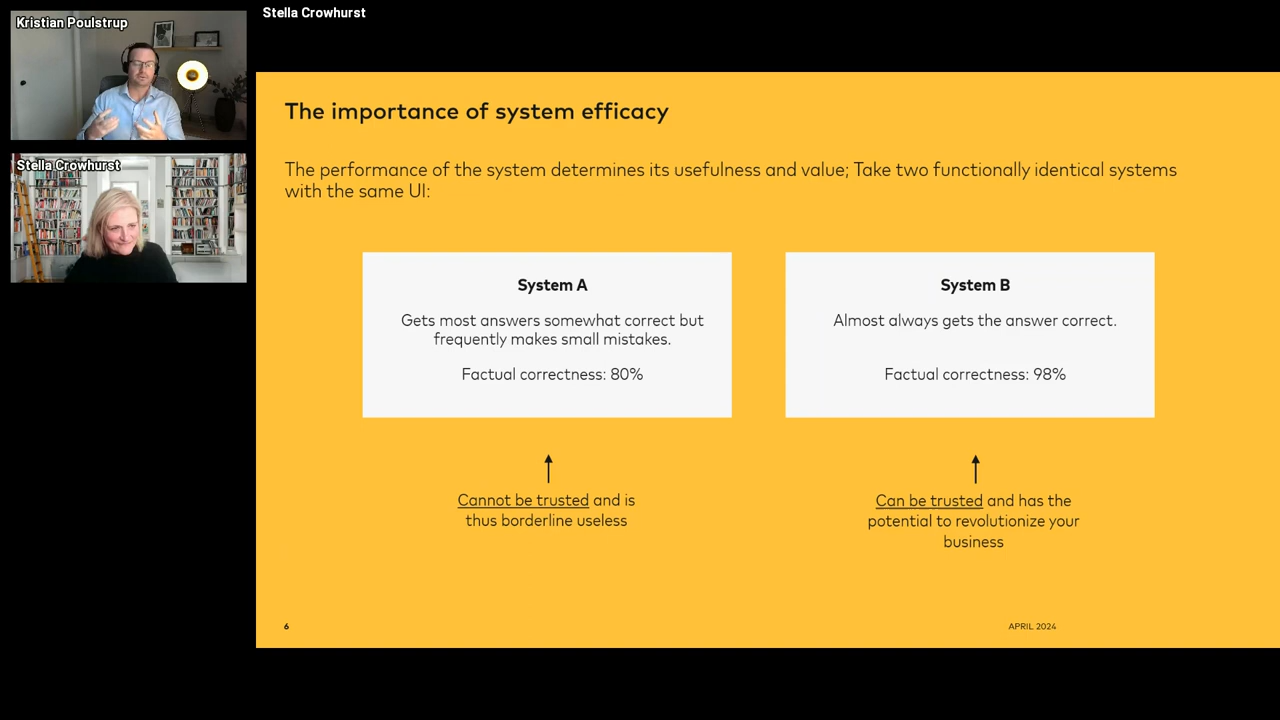 Kristian Poulstrup
Stella Crowhurst
Stella Crowhurst
The importance of system efficacy
The performance of the system determines its usefulness and value; Take two functionally identical systems
with the same UI:
System A
Gets most answers somewhat correct but
frequently makes small mistakes.
Factual correctness: 80%
System B
Almost always gets the answer correct.
Factual correctness: 98%
Cannot be trusted and is
thus borderline useless
Can be trusted and has the
potential to revolutionize your
business
6
APRIL 2024